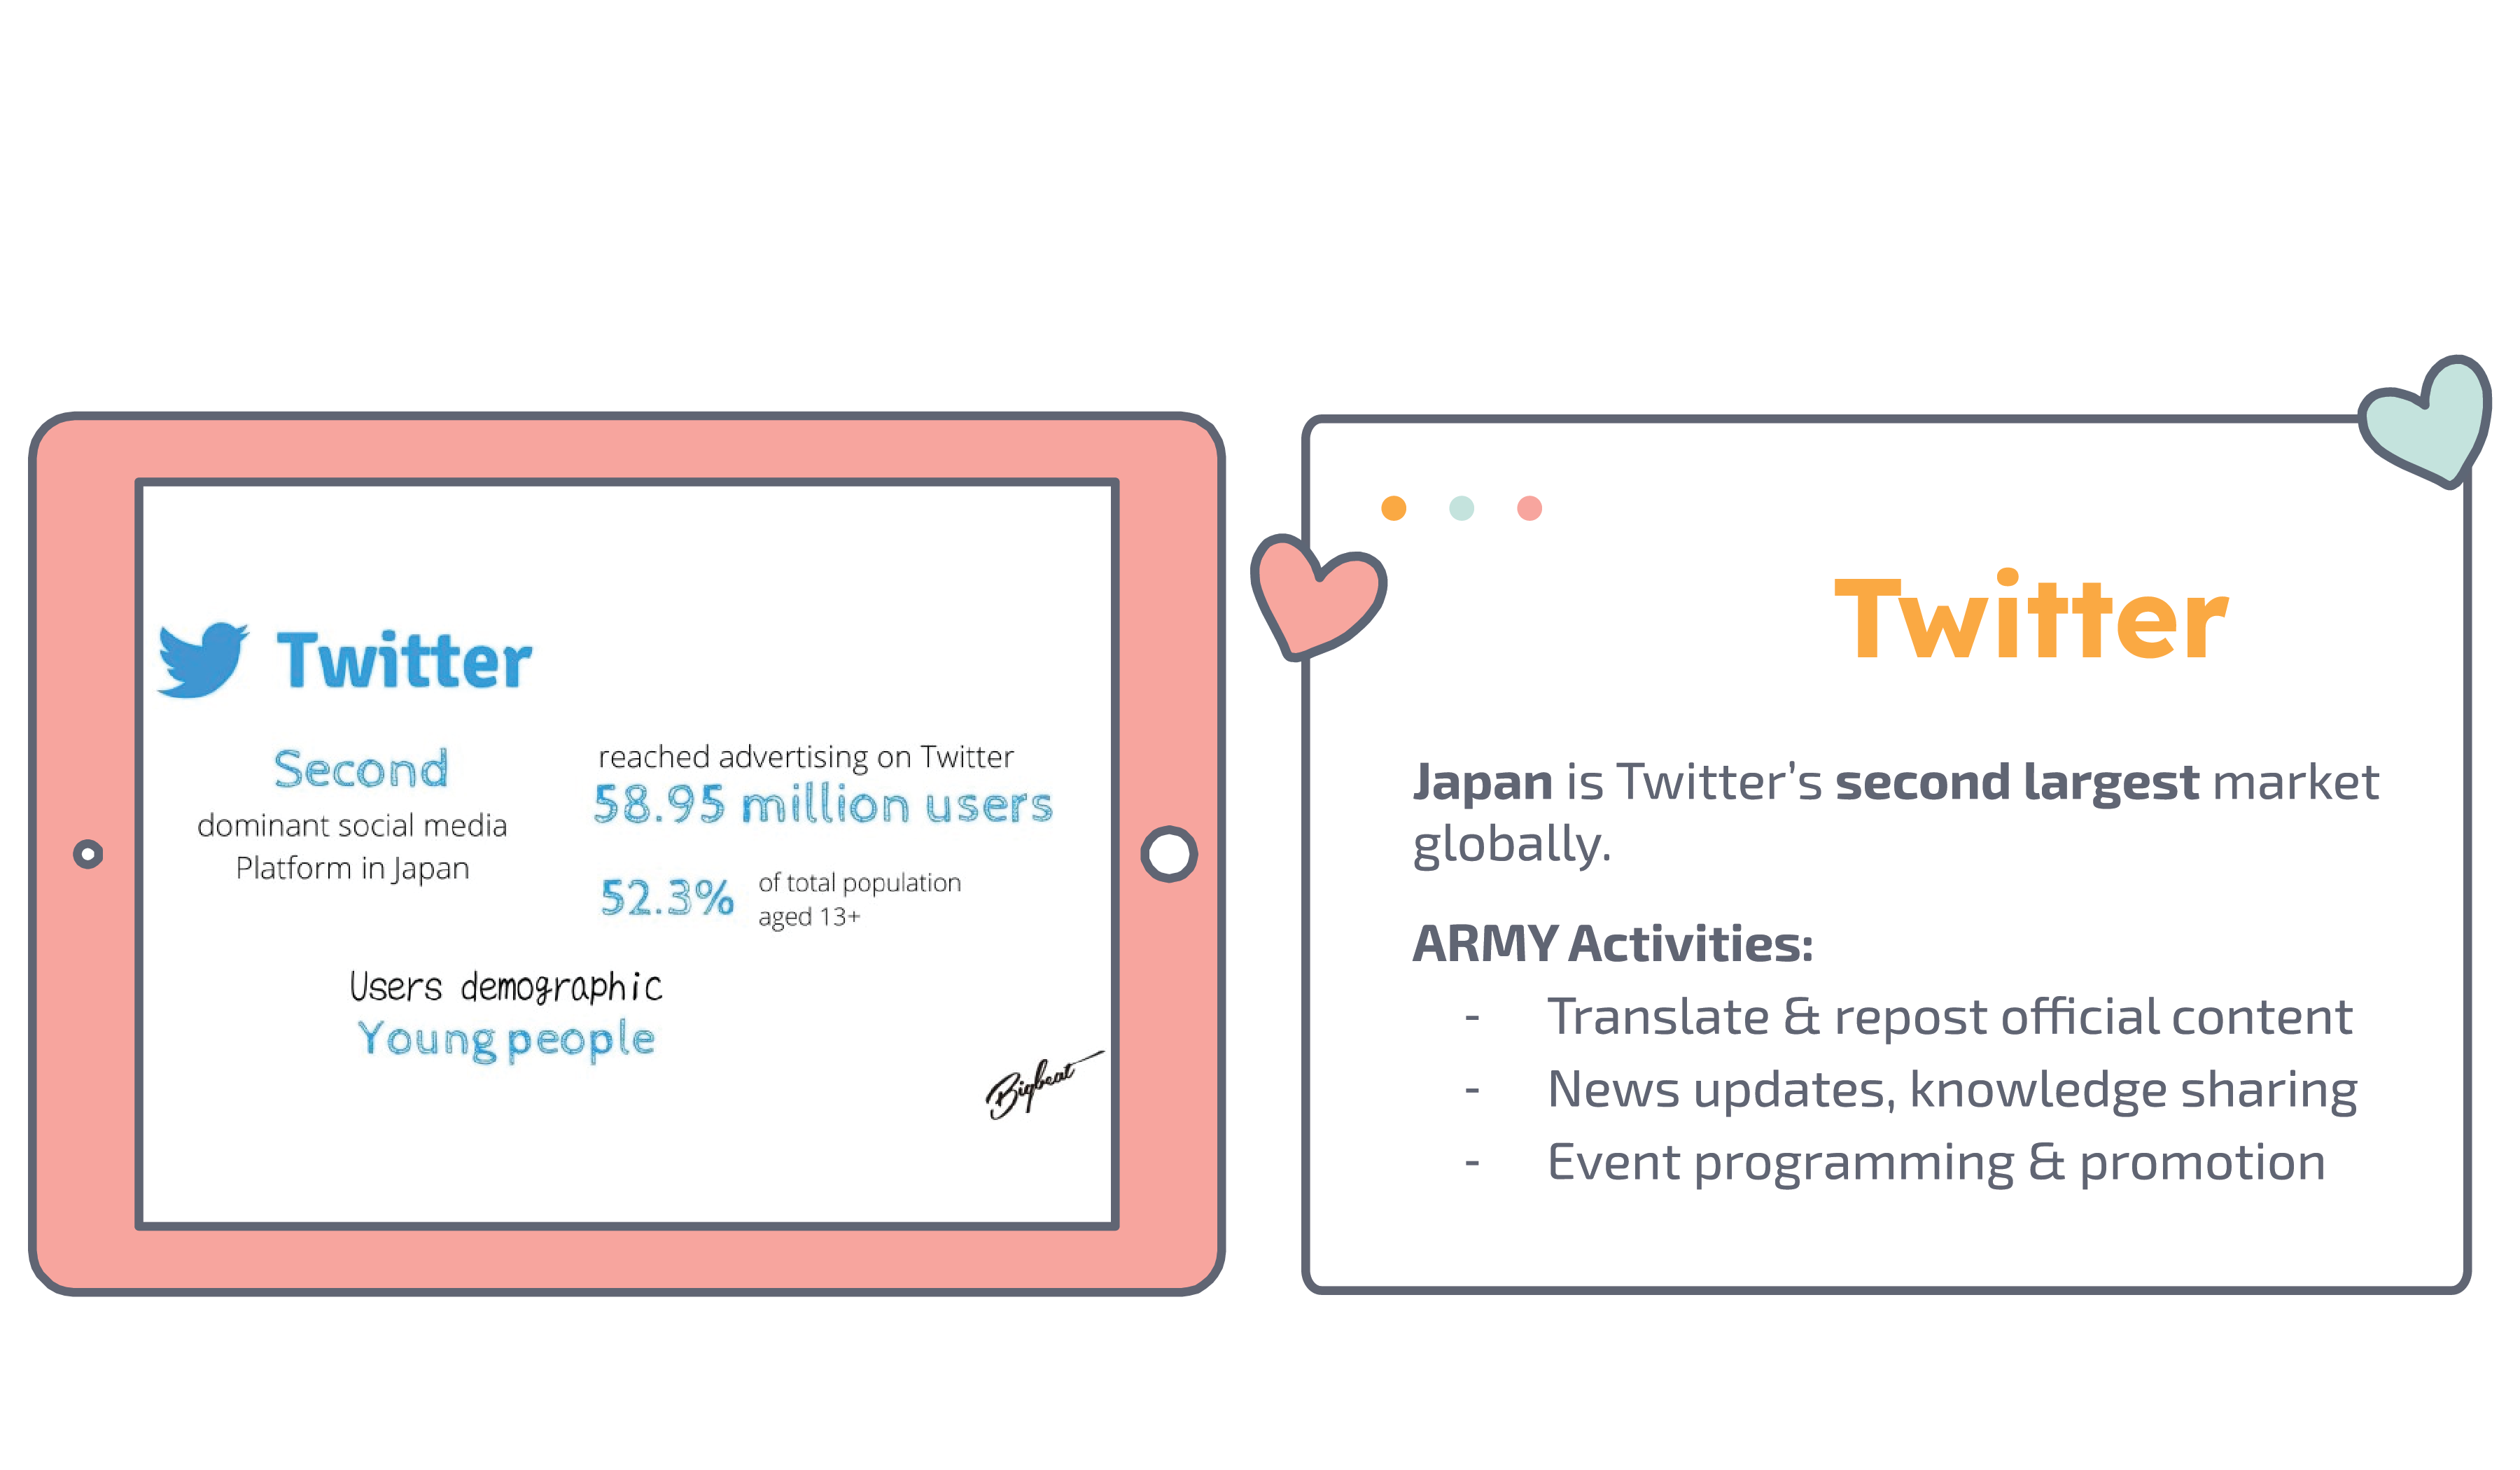 Twitter
Second
dominant social media
Platform in Japan
reached advertising on Twitter
58.95 million users
52.3%
of total population
aged 13+
Users demographic
Young people
Bigbeat
Twitter
Japan is Twitter’s second largest market
globally.
ARMY Activities:
- Translate & repost official content
- News updates, knowledge sharing
- Event programming & promotion